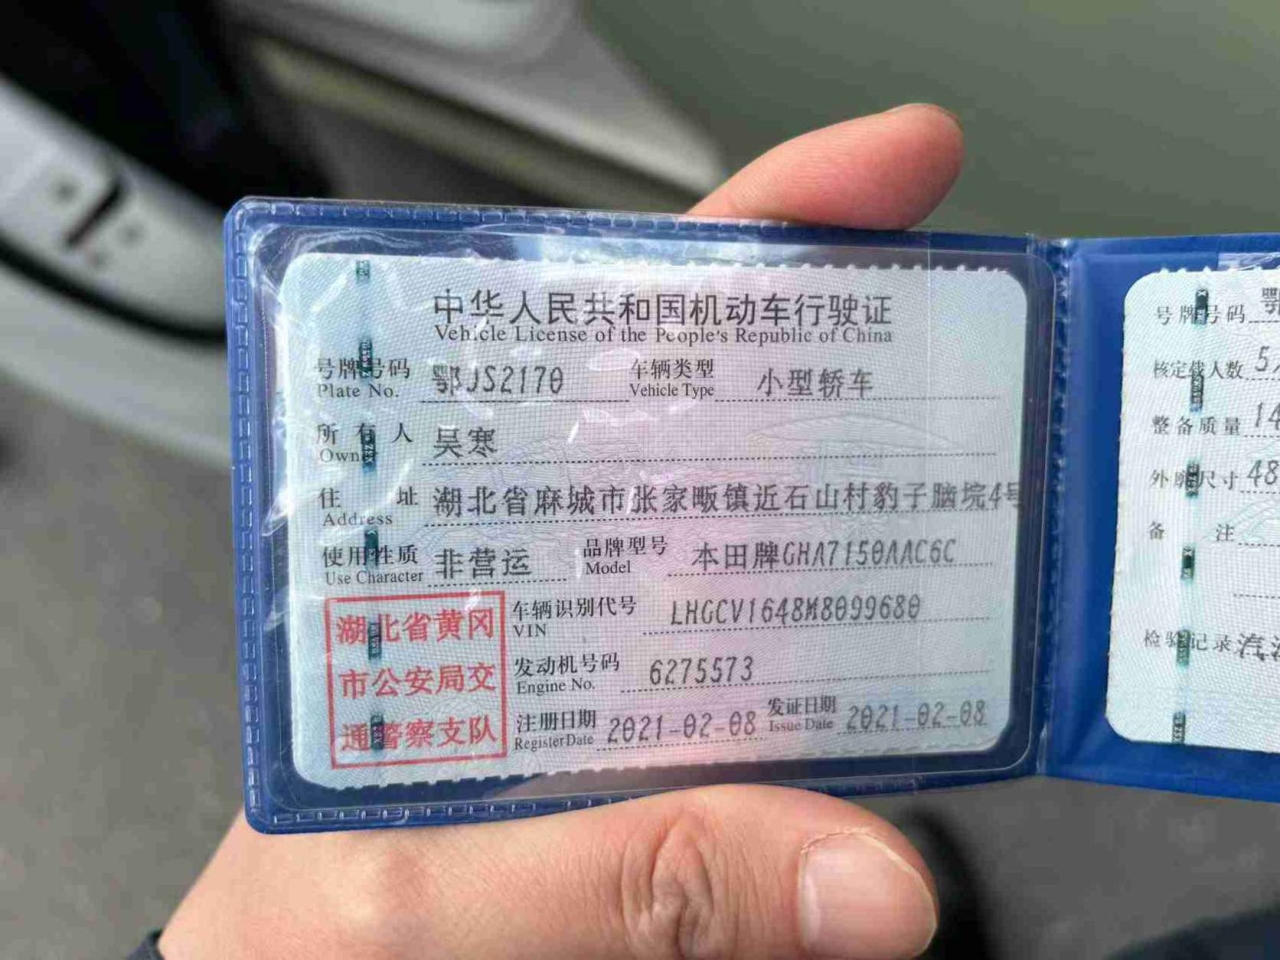 中华人民共和国机动车行驶证
Vehicle License of the People's Republic of China
号牌号码 鄂JS2170 车辆类型 小型轿车
Plate No. Vehicle Type
所有人 吴寒
Owner
住址 湖北省麻城市张家畈镇近石山村豹子脑垸4号
Address
使用性质 非营运 品牌型号 本田牌GHA7150AAC6C
Use Character Model
湖北省黄冈
市公安局交
通警察支队
车辆识别代号 LHGCV1648M8099680
VIN
发动机号码 6275573
Engine No.
注册日期 2021-02-08 发证日期 2021-02-08
Register Date Issue Date
号牌号码 鄂
核定载人数 5
整备质量 14
外廓尺寸 48
备注
检验记录